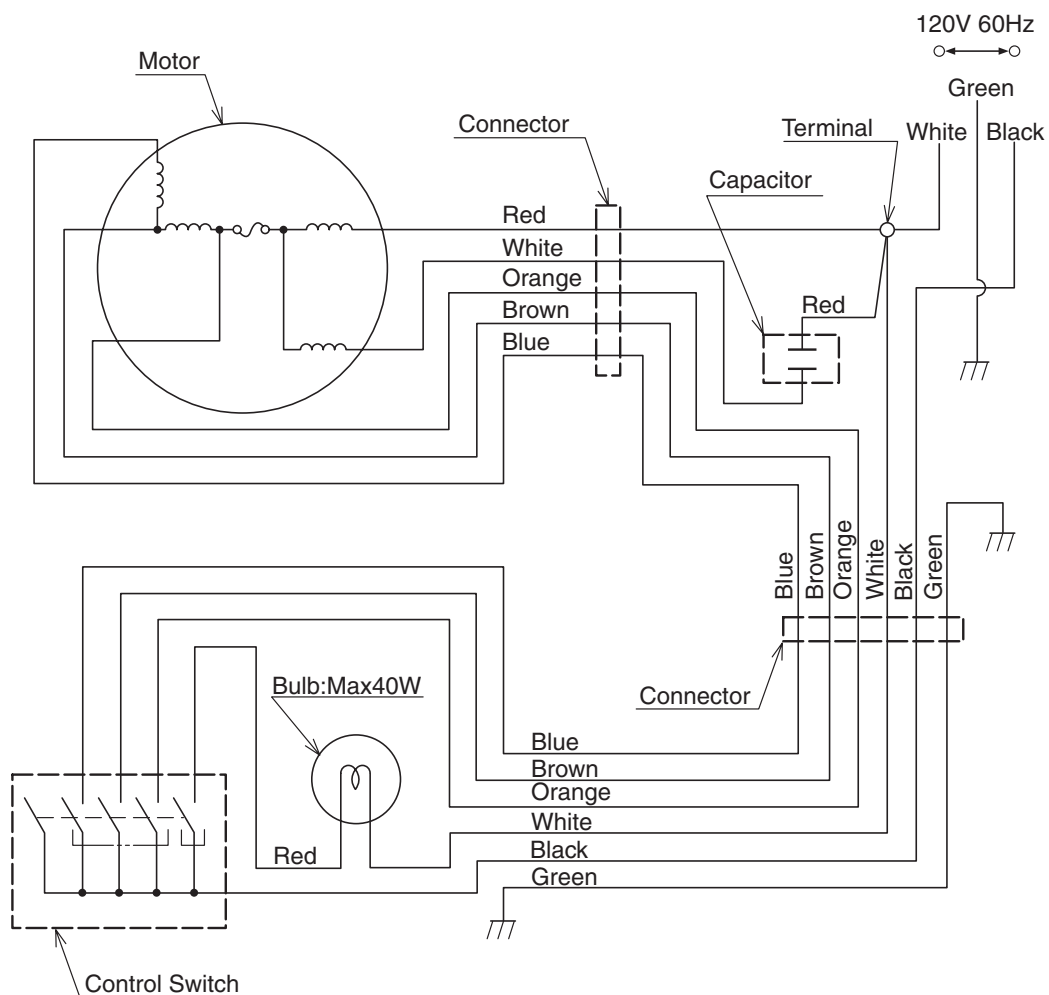 120V 60Hz
Motor
Green
Connector
Terminal
White
Black
Capacitor
Red
White
Orange
Brown
Blue
Red
Blue
Brown
Orange
White
Black
Green
Bulb:Max40W
Connector
Blue
Brown
Orange
White
Red
Black
Green
Control Switch